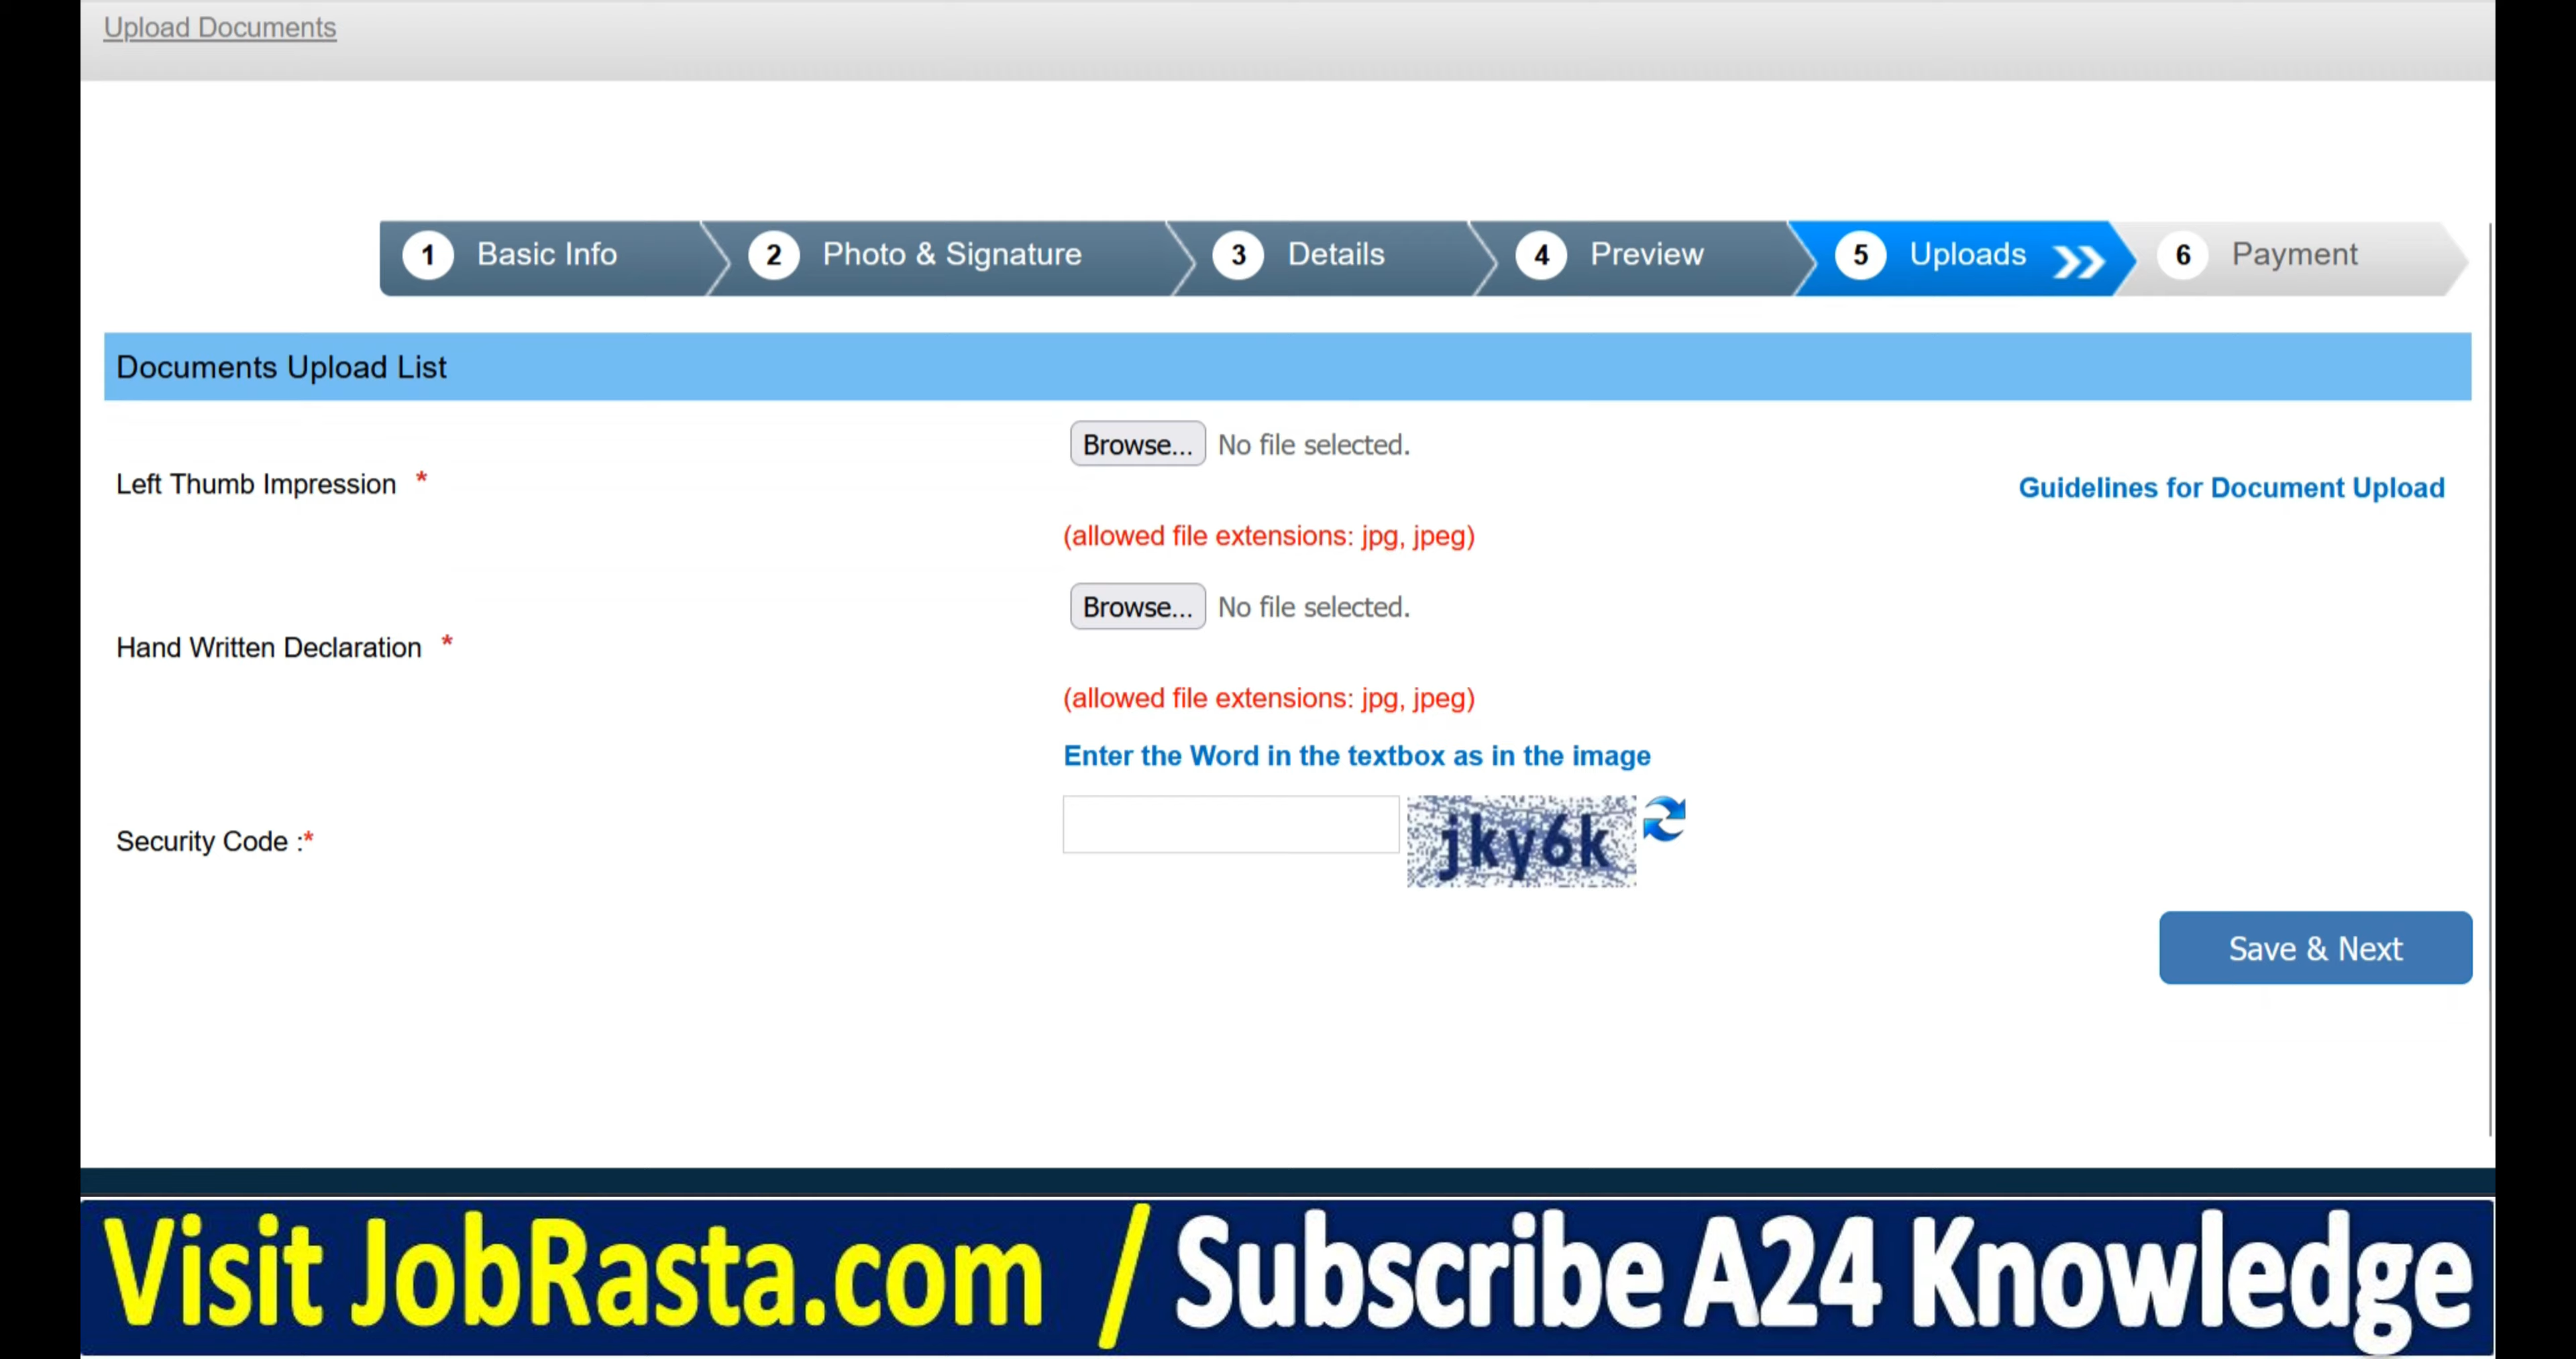 Upload Documents
1 Basic Info 2 Photo & Signature 3 Details 4 Preview 5 Uploads 6 Payment
Documents Upload List
Browse... No file selected.
Left Thumb Impression * Guidelines for Document Upload
(allowed file extensions: jpg, jpeg)
Browse... No file selected.
Hand Written Declaration *
(allowed file extensions: jpg, jpeg)
Enter the Word in the textbox as in the image
Security Code :* jky6k
Save & Next
Visit JobRasta.com / Subscribe A24 Knowledge